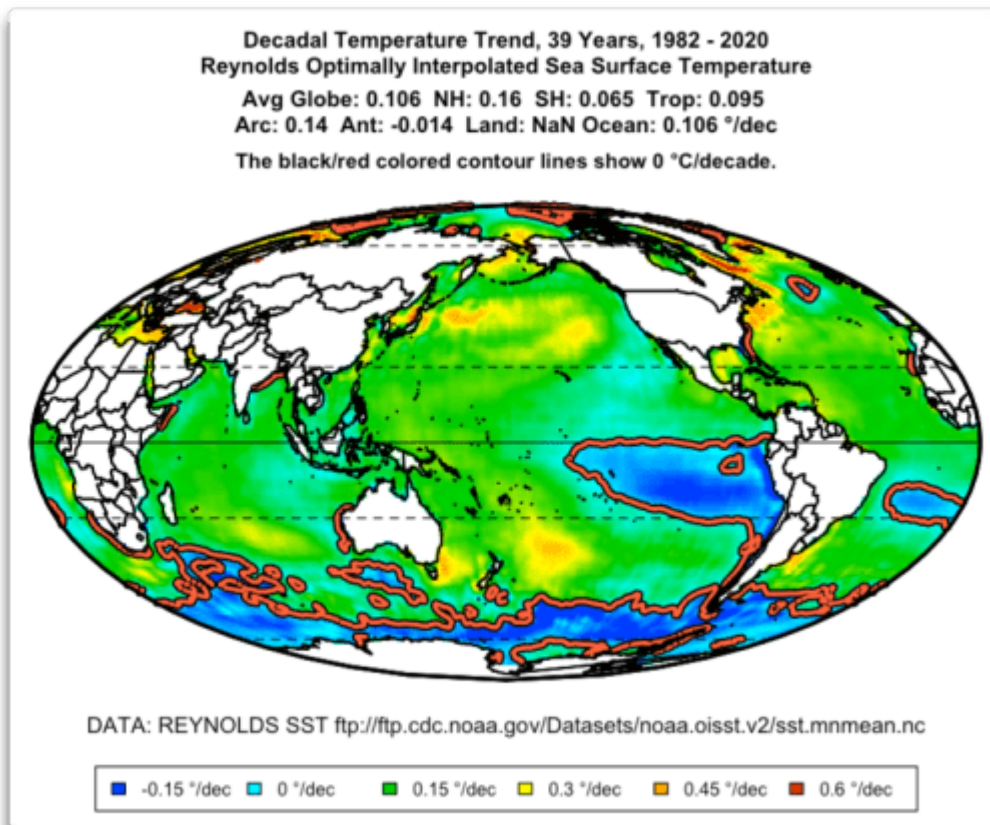 Decadal Temperature Trend, 39 Years, 1982 - 2020
Reynolds Optimally Interpolated Sea Surface Temperature
Avg Globe: 0.106 NH: 0.16 SH: 0.065 Trop: 0.095
Arc: 0.14 Ant: -0.014 Land: NaN Ocean: 0.106 °/dec
The black/red colored contour lines show 0 °C/decade.
DATA: REYNOLDS SST ftp://ftp.cdc.noaa.gov/Datasets/noaa.oisst.v2/sst.mnmean.nc
-0.15 °/dec 0 °/dec 0.15 °/dec 0.3 °/dec 0.45 °/dec 0.6 °/dec